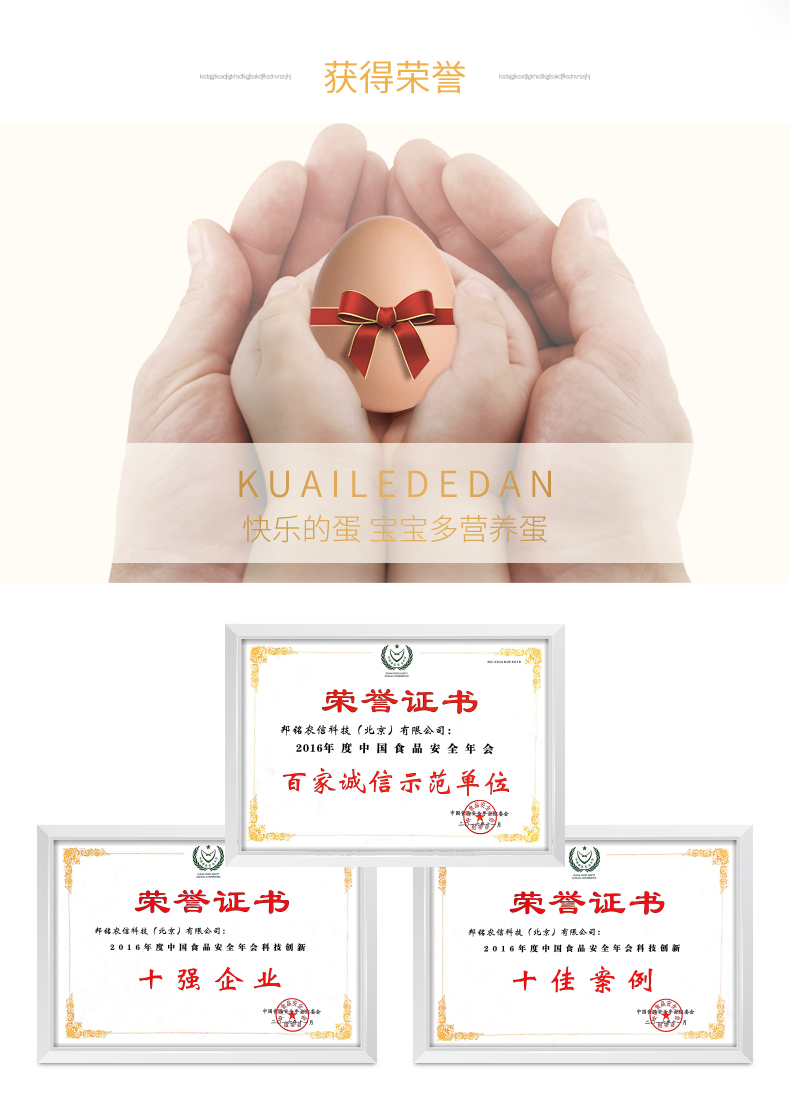 获得荣誉
KUAILEDEDAN
快乐的蛋 宝宝多营养蛋
荣誉证书
邦铭农信科技（北京）有限公司：
2016年度中国食品安全年会
百家诚信示范单位
荣誉证书
邦铭农信科技（北京）有限公司：
2016年度中国食品安全年会科技创新
十强企业
荣誉证书
邦铭农信科技（北京）有限公司：
2016年度中国食品安全年会科技创新
十佳案例